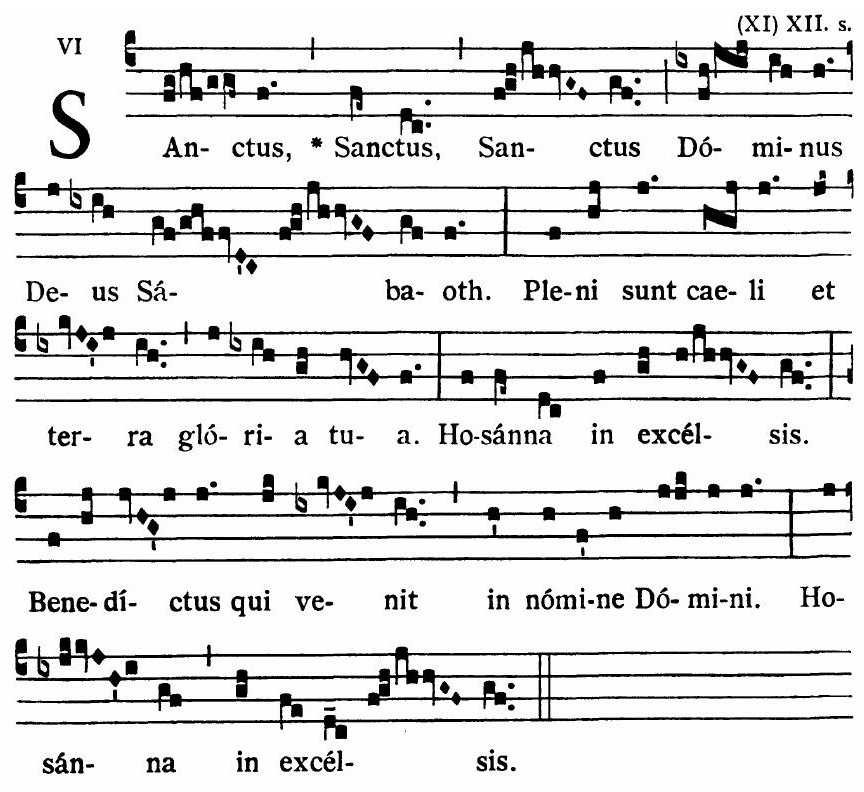 VI
(XI) XII. s.
SAn- ctus, * Sanctus, San- ctus Dó- mi- nus
De- us Sá- ba- oth. Ple- ni sunt cae- li et
ter- ra gló- ri- a tu- a. Ho-sánna in excél- sis.
Bene-dí- ctus qui ve- nit in nómi-ne Dó- mi- ni. Ho-
sán- na in excél- sis.